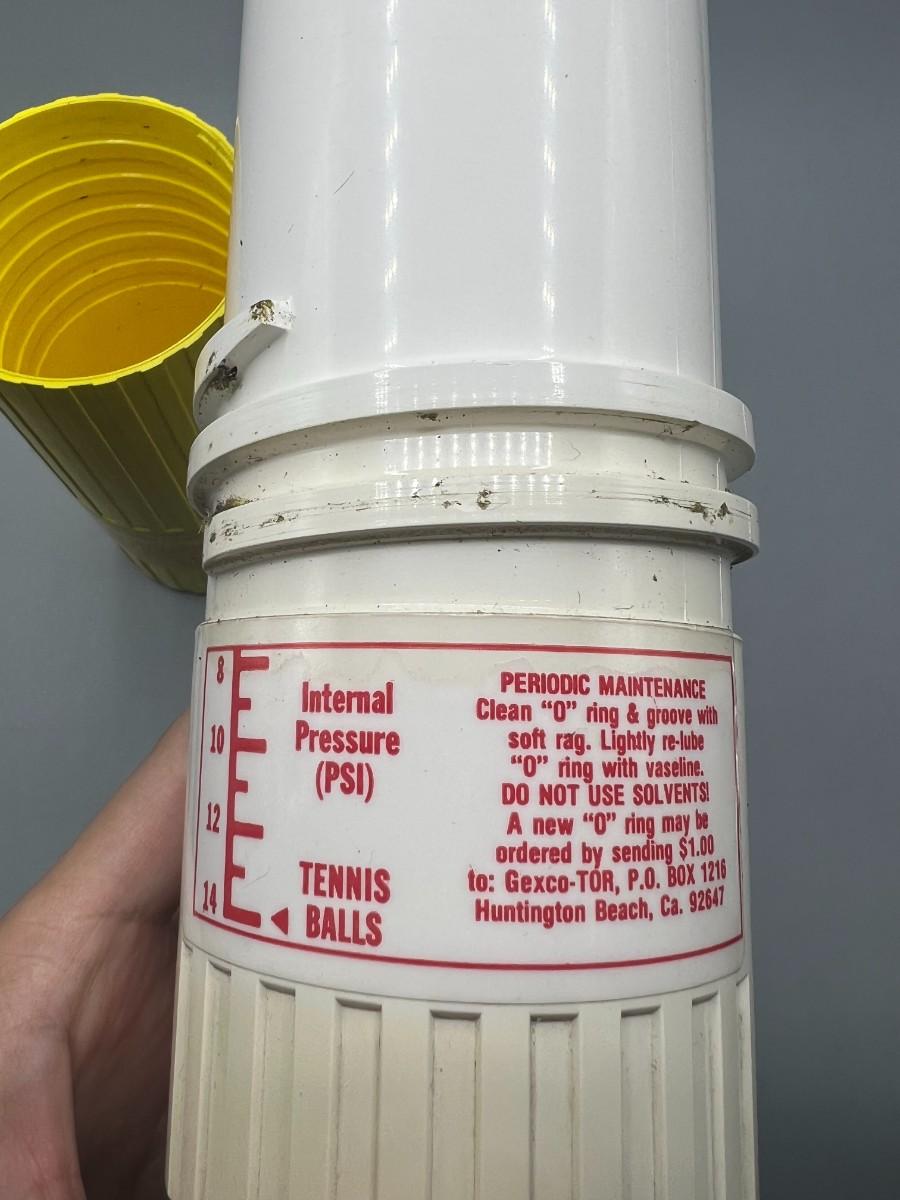 8
10
12
14
Internal
Pressure
(PSI)
TENNIS
BALLS
PERIODIC MAINTENANCE
Clean “O” ring & groove with
soft rag. Lightly re-lube
“O” ring with vaseline.
DO NOT USE SOLVENTS!
A new “O” ring may be
ordered by sending $1.00
to: Gexco-TOR, P.O. BOX 1216
Huntington Beach, Ca. 92647